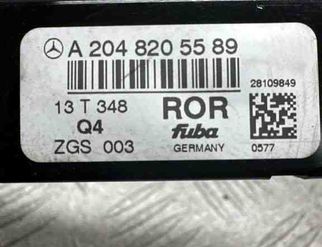 A 204 820 55 89
28109849
13 T 348
ROR
Q4
fuba
ZGS 003
GERMANY
0577